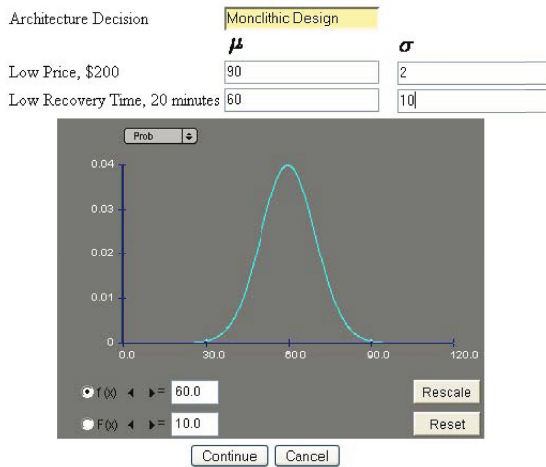 Architecture Decision Monclithic Design
μ σ
Low Price, $200 90 2
Low Recovery Time, 20 minutes 60 10
Prob
0.04
0.03
0.02
0.01
0
0.0 30.0 60.0 90.0 120.0
f (x) = 60.0 Rescale
F(x) = 10.0 Reset
Continue Cancel